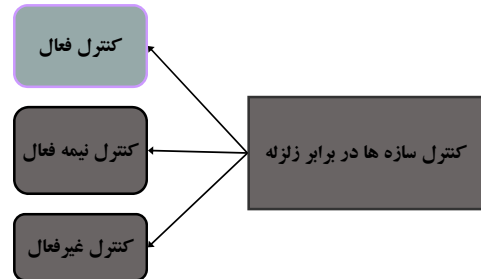 کنترل فعال
کنترل نیمه فعال
کنترل سازه ها در برابر زلزله
کنترل غیرفعال